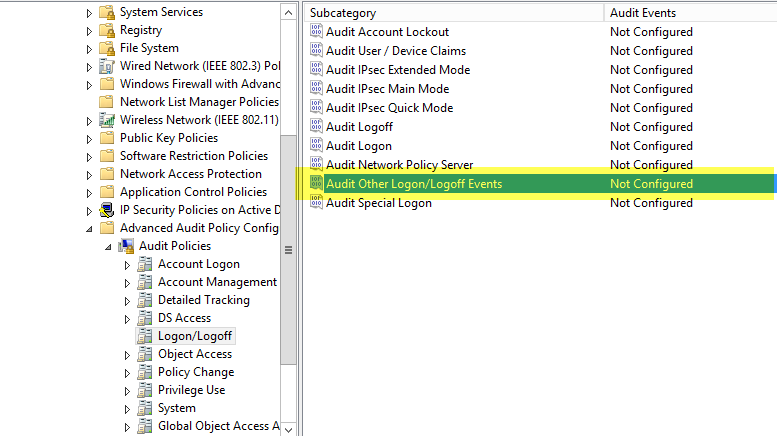 System Services
Registry
File System
Wired Network (IEEE 802.3) Pol
Windows Firewall with Advanc
Network List Manager Policies
Wireless Network (IEEE 802.11)
Public Key Policies
Software Restriction Policies
Network Access Protection
Application Control Policies
IP Security Policies on Active D
Advanced Audit Policy Config
Audit Policies
Account Logon
Account Management
Detailed Tracking
DS Access
Logon/Logoff
Object Access
Policy Change
Privilege Use
System
Global Object Access A
Subcategory Audit Events
Audit Account Lockout Not Configured
Audit User / Device Claims Not Configured
Audit IPsec Extended Mode Not Configured
Audit IPsec Main Mode Not Configured
Audit IPsec Quick Mode Not Configured
Audit Logoff Not Configured
Audit Logon Not Configured
Audit Network Policy Server Not Configured
Audit Other Logon/Logoff Events Not Configured
Audit Special Logon Not Configured